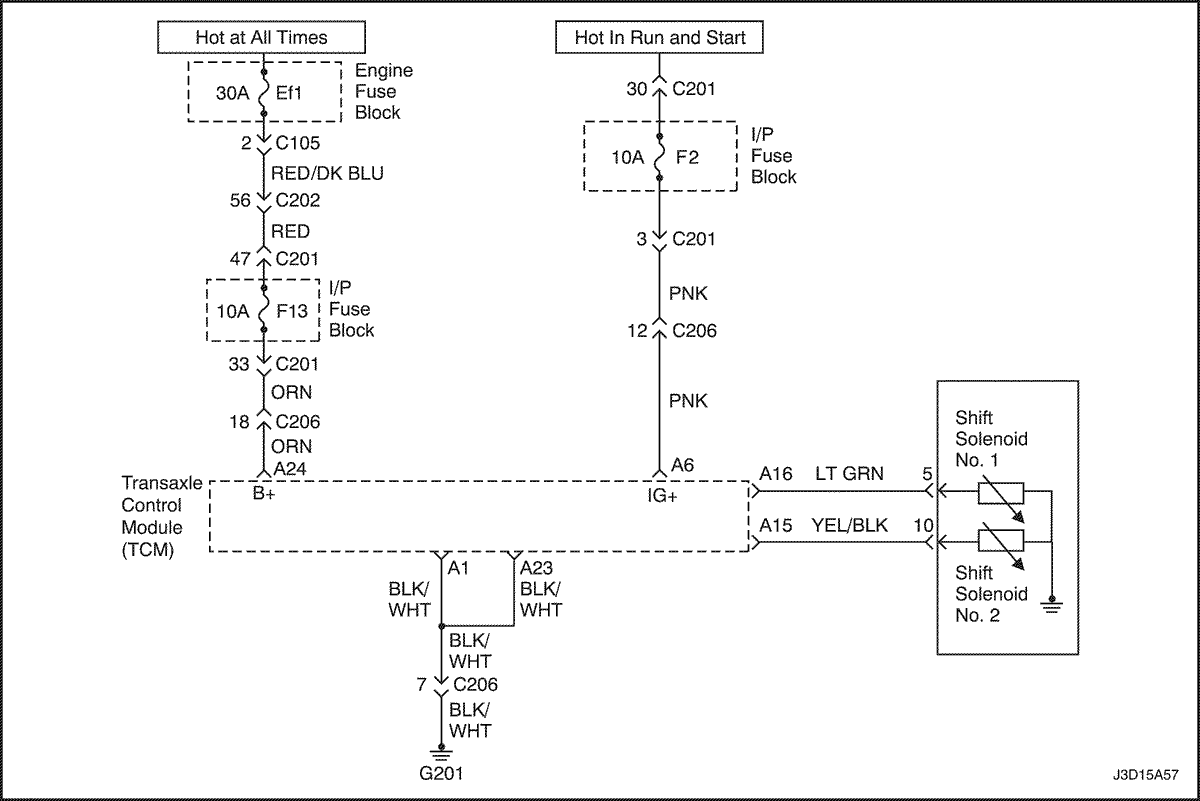 Hot at All Times
30A Ef1
Engine
Fuse
Block
2 C105
RED/DK BLU
56 C202
RED
47 C201
10A F13
I/P
Fuse
Block
33 C201
ORN
18 C206
ORN
A24
B+
Hot In Run and Start
30 C201
10A F2
I/P
Fuse
Block
3 C201
PNK
12 C206
PNK
A6
IG+
Transaxle
Control
Module
(TCM)
A16 LT GRN 5
A15 YEL/BLK 10
Shift
Solenoid
No. 1
Shift
Solenoid
No. 2
A1
BLK/
WHT
A23
BLK/
WHT
BLK/
WHT
7 C206
BLK/
WHT
G201
J3D15A57